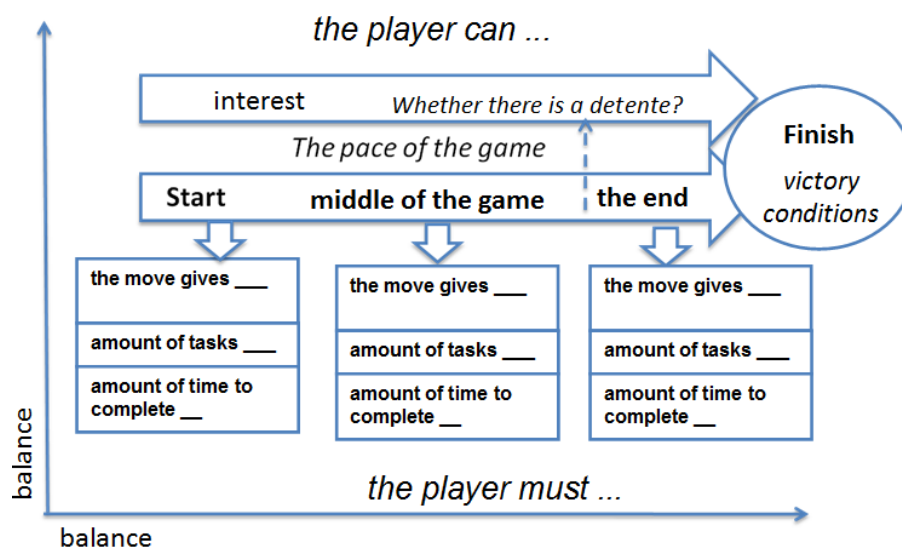 the player can ...
interest
Whether there is a detente?
The pace of the game
Finish
victory
conditions
Start
middle of the game
the end
the move gives ___
amount of tasks ___
amount of time to
complete __
the move gives ___
amount of tasks ___
amount of time to
complete __
the move gives ___
amount of tasks ___
amount of time to
complete __
the player must ...
balance
balance